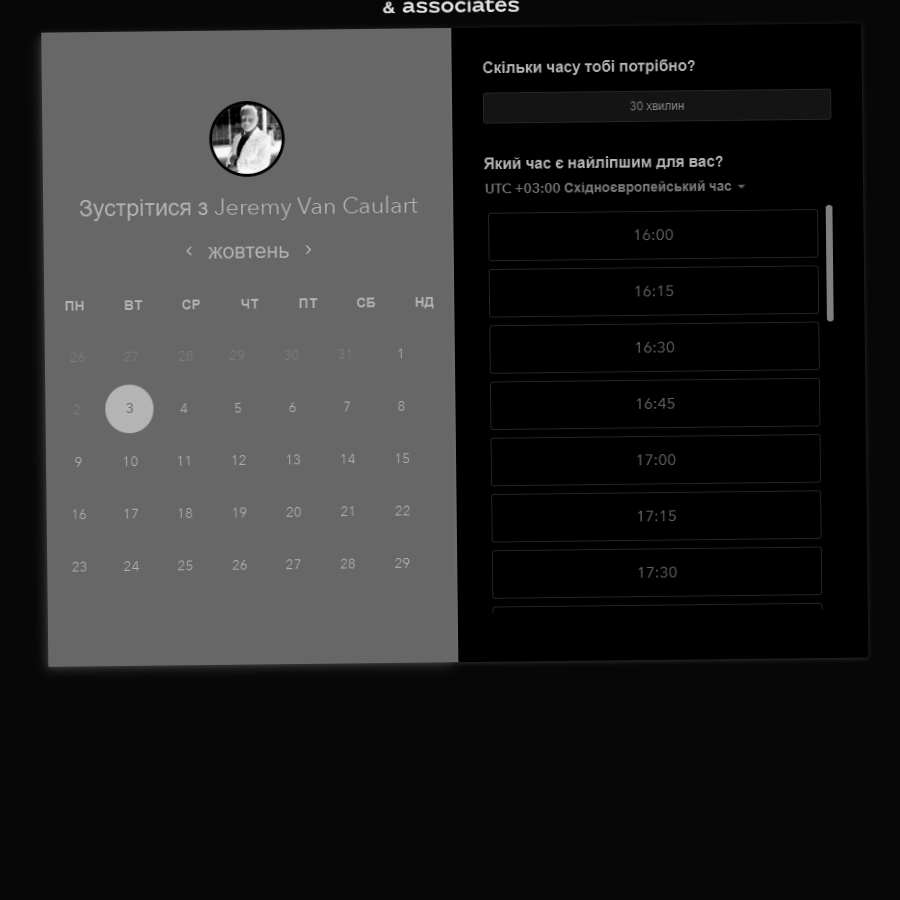 & associates
Зустрітися з Jeremy Van Caulart
жовтень
ПН ВТ СР ЧТ ПТ СБ НД
26 27 28 29 30 31 1
2 3 4 5 6 7 8
9 10 11 12 13 14 15
16 17 18 19 20 21 22
23 24 25 26 27 28 29
Скільки часу тобі потрібно?
30 хвилин
Який час є найліпшим для вас?
UTC +03:00 Східноєвропейський час
16:00
16:15
16:30
16:45
17:00
17:15
17:30